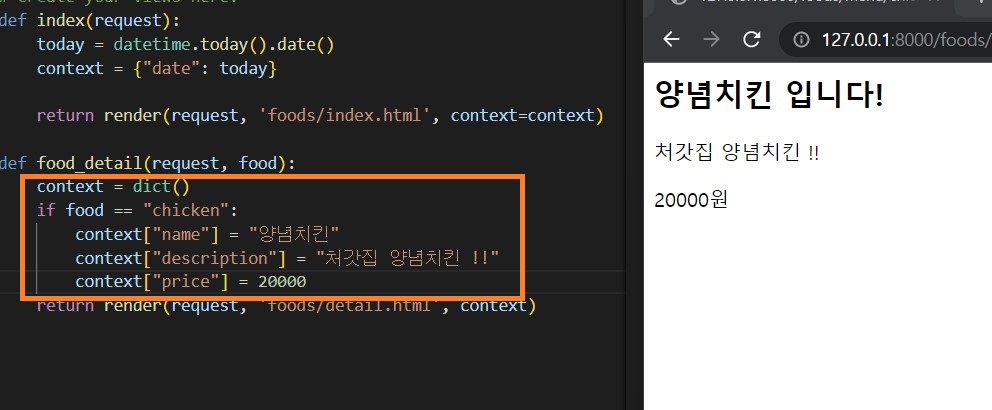 def index(request):
    today = datetime.today().date()
    context = {"date": today}
    return render(request, 'foods/index.html', context=context)
def food_detail(request, food):
    context = dict()
    if food == "chicken":
        context["name"] = "양념치킨"
        context["description"] = "처갓집 양념치킨 !!"
        context["price"] = 20000
    return render(request, 'foods/detail.html', context)
127.0.0.1:8000/foods/
양념치킨 입니다!
처갓집 양념치킨 !!
20000원